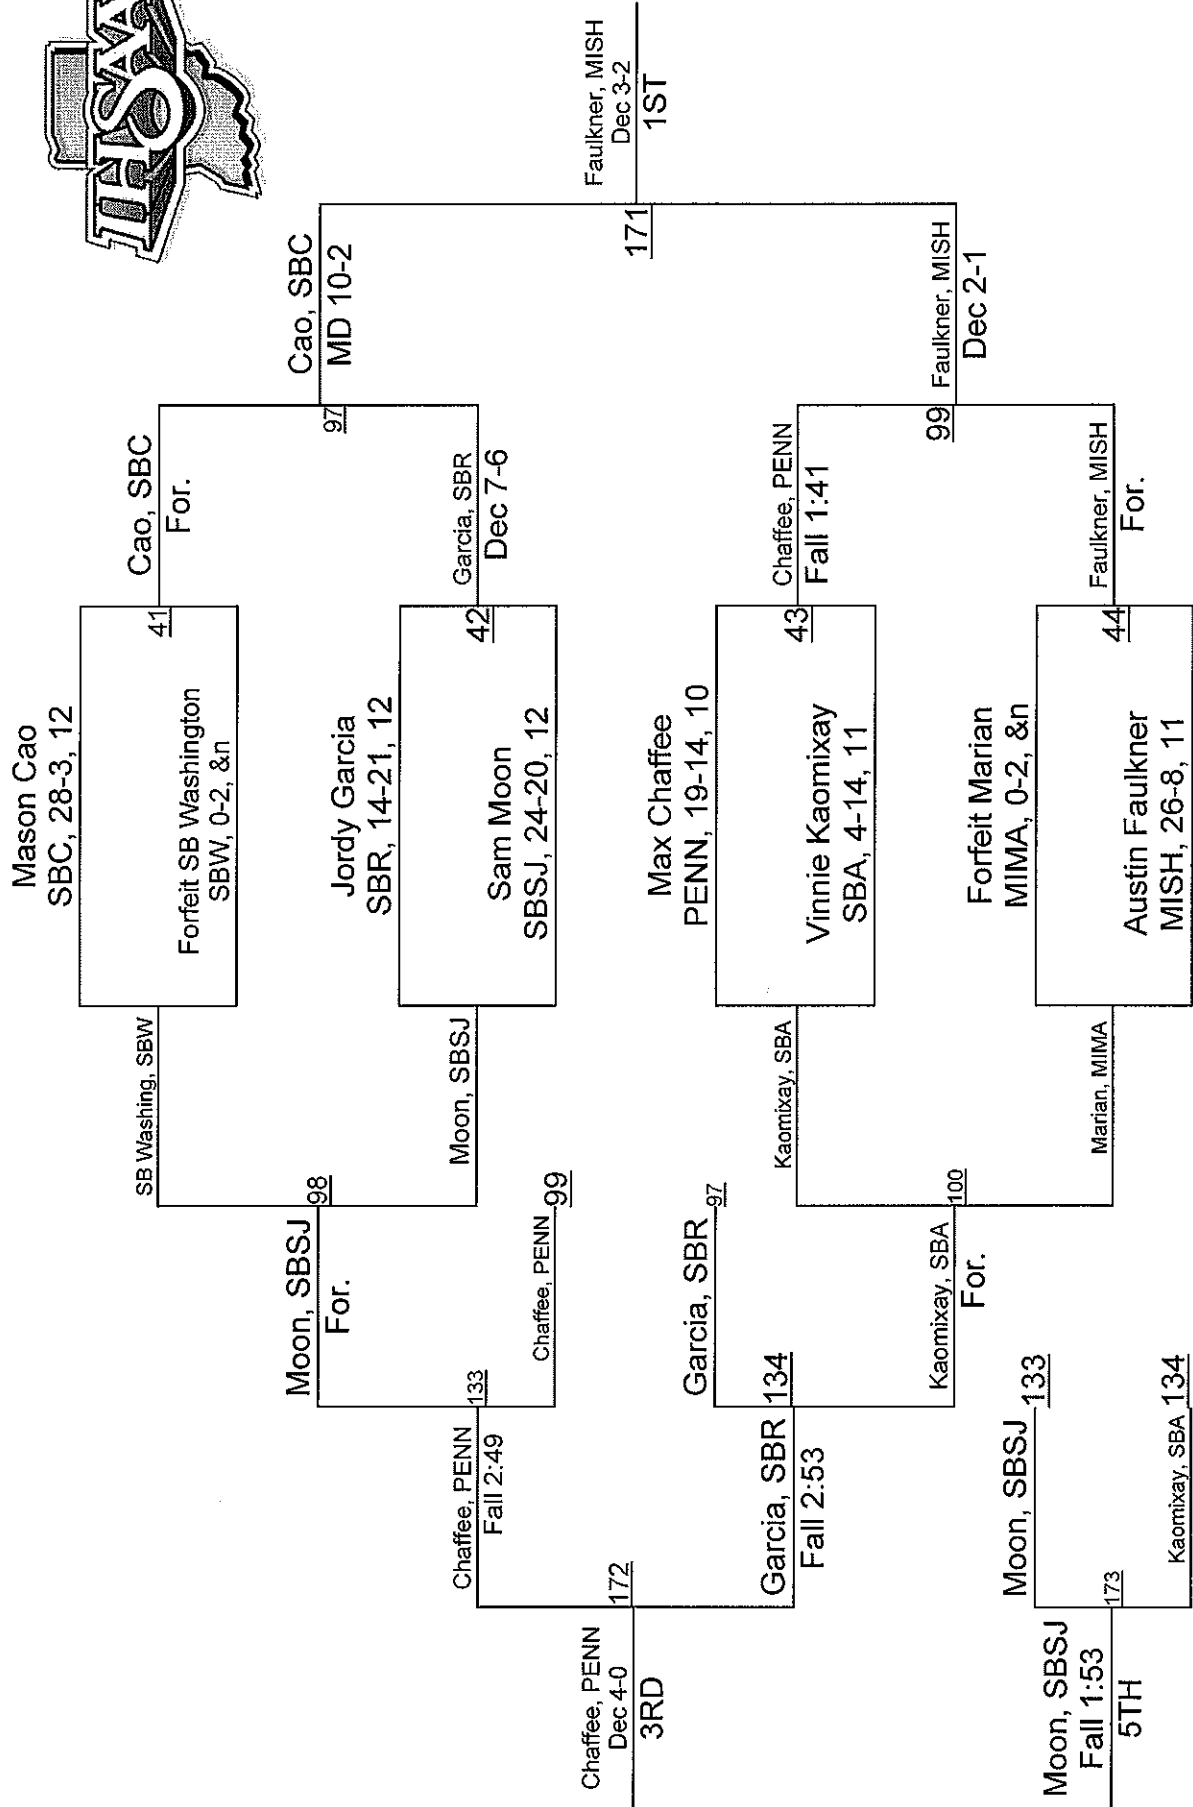 IHSAA
Mason Cao
SBC, 28-3, 12
Forfeit SB Washington
SBW, 0-2, &n
41
Jordy Garcia
SBR, 14-21, 12
Sam Moon
SBSJ, 24-20, 12
42
Max Chaffee
PENN, 19-14, 10
Vinnie Kaomixay
SBA, 4-14, 11
43
Forfeit Marian
MIMA, 0-2, &n
Austin Faulkner
MISH, 26-8, 11
44
Cao, SBC
For.
Garcia, SBR
Dec 7-6
97
Chaffee, PENN
Fall 1:41
Faulkner, MISH
For.
99
Cao, SBC
MD 10-2
Faulkner, MISH
Dec 2-1
171
Faulkner, MISH
Dec 3-2
1ST
SB Washing, SBW
Moon, SBSJ
98
Kaomixay, SBA
Marian, MIMA
100
Moon, SBSJ
For.
Chaffee, PENN
99
133
Garcia, SBR
97
Kaomixay, SBA
For.
134
Chaffee, PENN
Fall 2:49
Garcia, SBR
Fall 2:53
172
Chaffee, PENN
Dec 4-0
3RD
Moon, SBSJ
133
Kaomixay, SBA
134
173
Moon, SBSJ
Fall 1:53
5TH